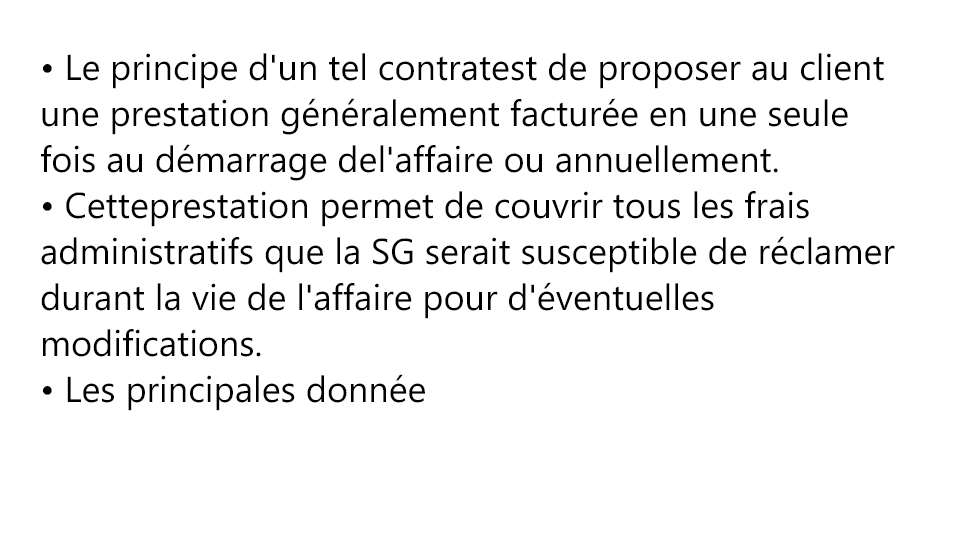 • Le principe d'un tel contratest de proposer au client
une prestation généralement facturée en une seule
fois au démarrage del'affaire ou annuellement.
• Cetteprestation permet de couvrir tous les frais
administratifs que la SG serait susceptible de réclamer
durant la vie de l'affaire pour d'éventuelles
modifications.
• Les principales donnée